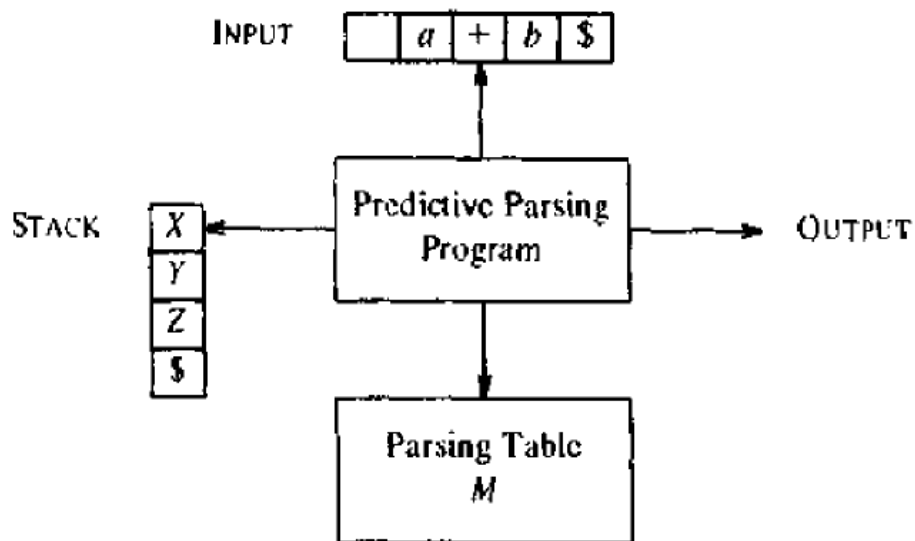 INPUT a + b $
Predictive Parsing
Program
STACK X
Y
Z
$
OUTPUT
Parsing Table
M